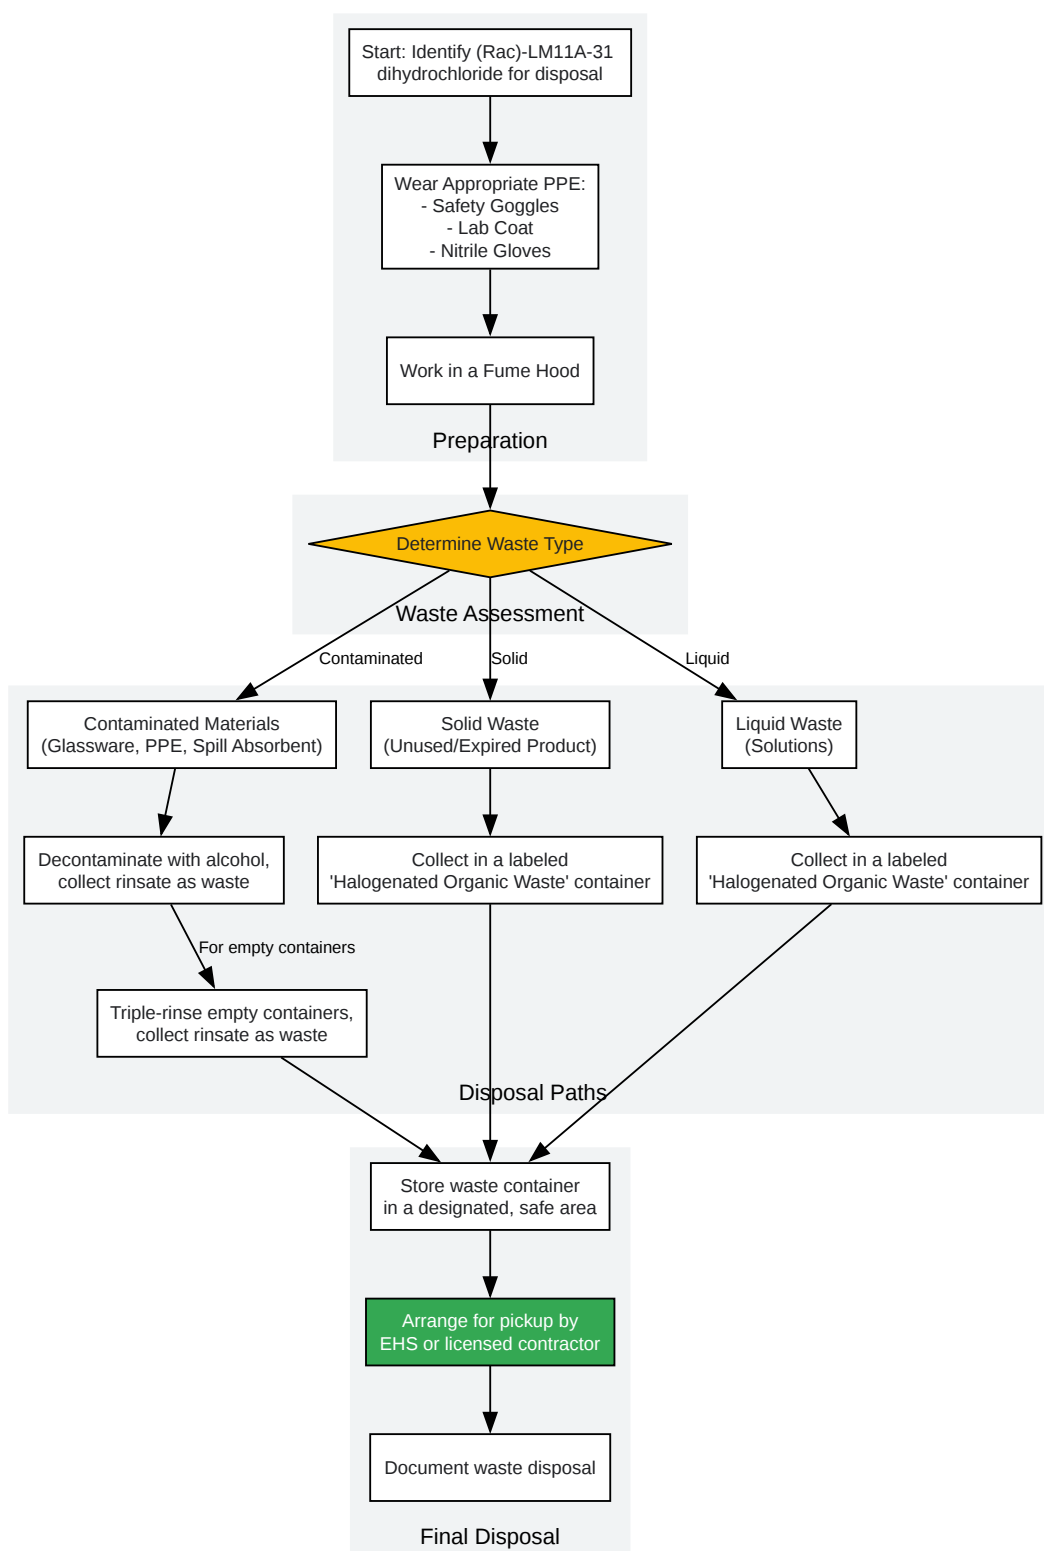 Start: Identify (Rac)-LM11A-31
dihydrochloride for disposal
Wear Appropriate PPE:
- Safety Goggles
- Lab Coat
- Nitrile Gloves
Work in a Fume Hood
Preparation
Determine Waste Type
Waste Assessment
Contaminated
Solid
Liquid
Contaminated Materials
(Glassware, PPE, Spill Absorbent)
Solid Waste
(Unused/Expired Product)
Liquid Waste
(Solutions)
Decontaminate with alcohol,
collect rinsate as waste
Collect in a labeled
'Halogenated Organic Waste' container
Collect in a labeled
'Halogenated Organic Waste' container
For empty containers
Triple-rinse empty containers,
collect rinsate as waste
Disposal Paths
Store waste container
in a designated, safe area
Arrange for pickup by
EHS or licensed contractor
Document waste disposal
Final Disposal